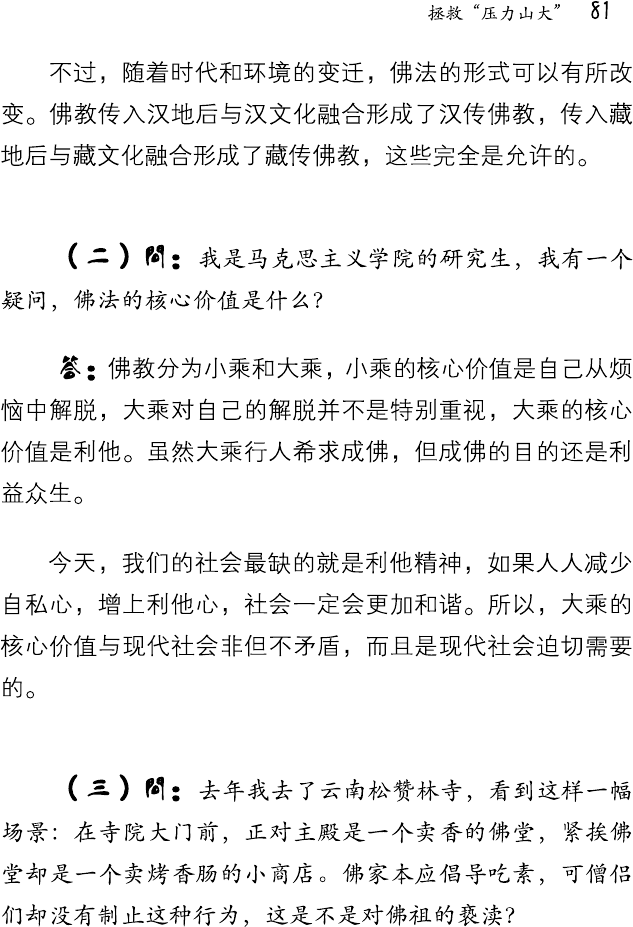 拯救“压力山大” 81
不过，随着时代和环境的变迁，佛法的形式可以有所改
变。佛教传入汉地后与汉文化融合形成了汉传佛教，传入藏
地后与藏文化融合形成了藏传佛教，这些完全是允许的。
（二）问：我是马克思主义学院的研究生，我有一个
疑问，佛法的核心价值是什么？
答：佛教分为小乘和大乘，小乘的核心价值是自己从烦
恼中解脱，大乘对自己的解脱并不是特别重视，大乘的核心
价值是利他。虽然大乘行人希求成佛，但成佛的目的还是利
益众生。
今天，我们的社会最缺的就是利他精神，如果人人减少
自私心，增上利他心，社会一定会更加和谐。所以，大乘的
核心价值与现代社会非但不矛盾，而且是现代社会迫切需要
的。
（三）问：去年我去了云南松赞林寺，看到这样一幅
场景：在寺院大门前，正对主殿是一个卖香的佛堂，紧挨佛
堂却是一个卖烤香肠的小商店。佛家本应倡导吃素，可僧侣
们却没有制止这种行为，这是不是对佛祖的亵渎？